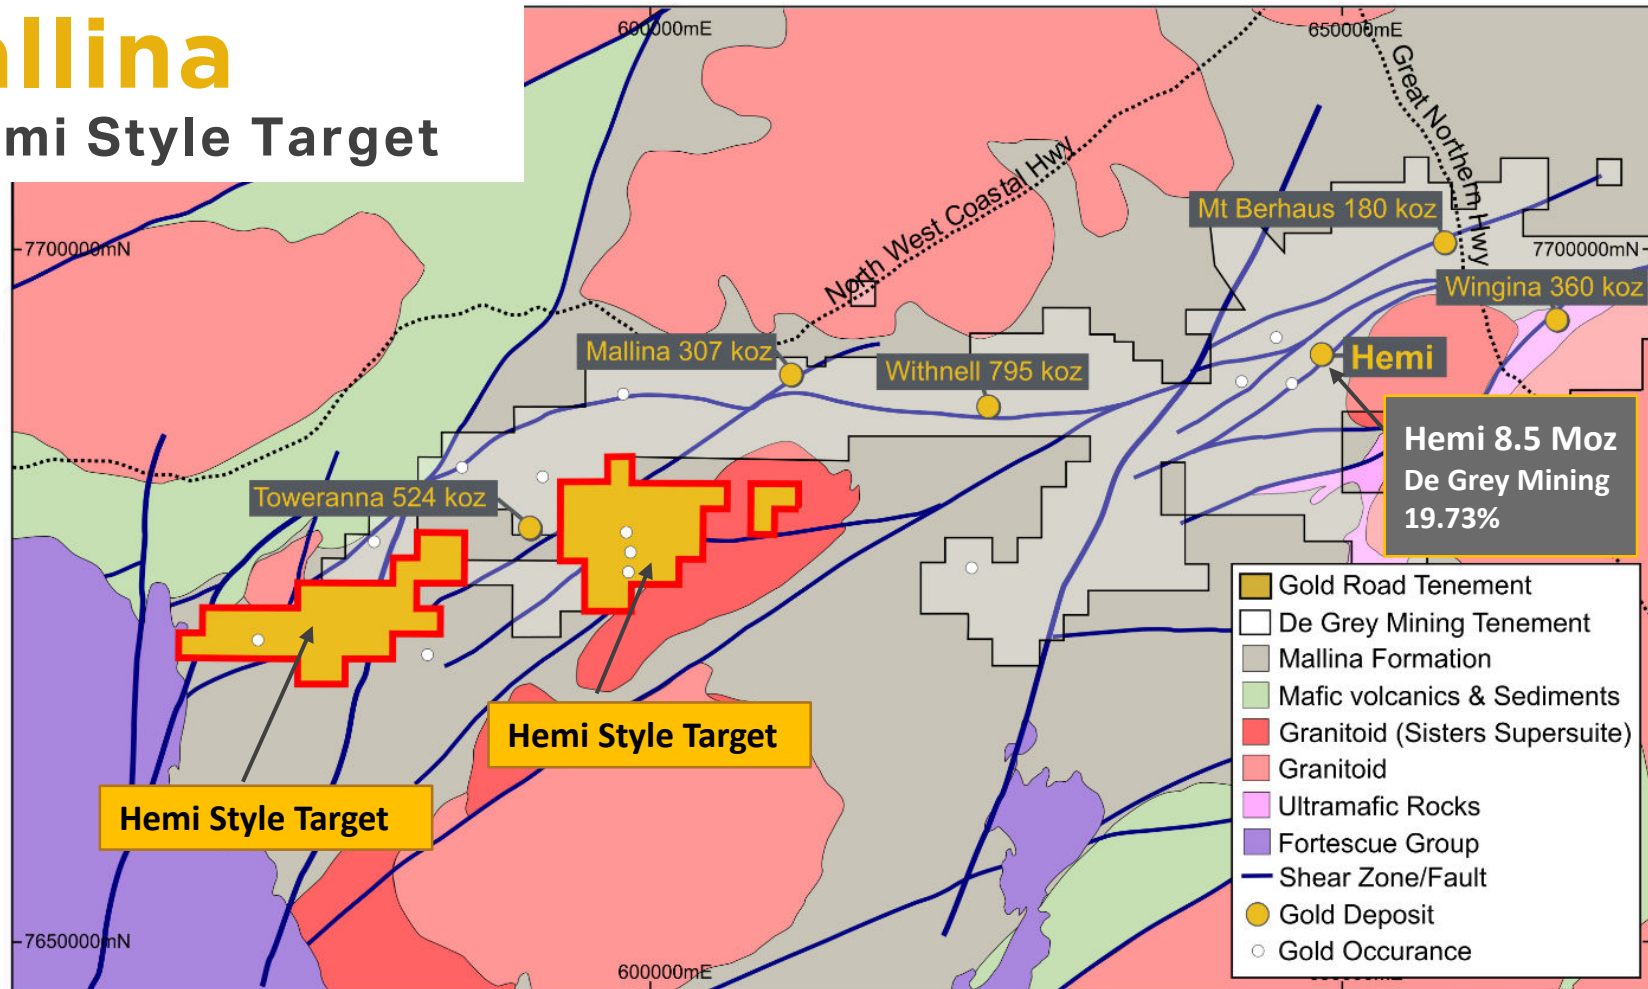 allina
mi Style Target
600000mE
650000mE
Great Northern Hwy
North West Coastal Hwy
Mt Berhaus 180 koz
7700000mN
7700000mN
Wingina 360 koz
Mallina 307 koz
Withnell 795 koz
Hemi
Hemi 8.5 Moz
De Grey Mining
19.73%
Toweranna 524 koz
Hemi Style Target
Hemi Style Target
Gold Road Tenement
De Grey Mining Tenement
Mallina Formation
Mafic volcanics & Sediments
Granitoid (Sisters Supersuite)
Granitoid
Ultramafic Rocks
Fortescue Group
Shear Zone/Fault
Gold Deposit
Gold Occurance
7650000mN
600000mE